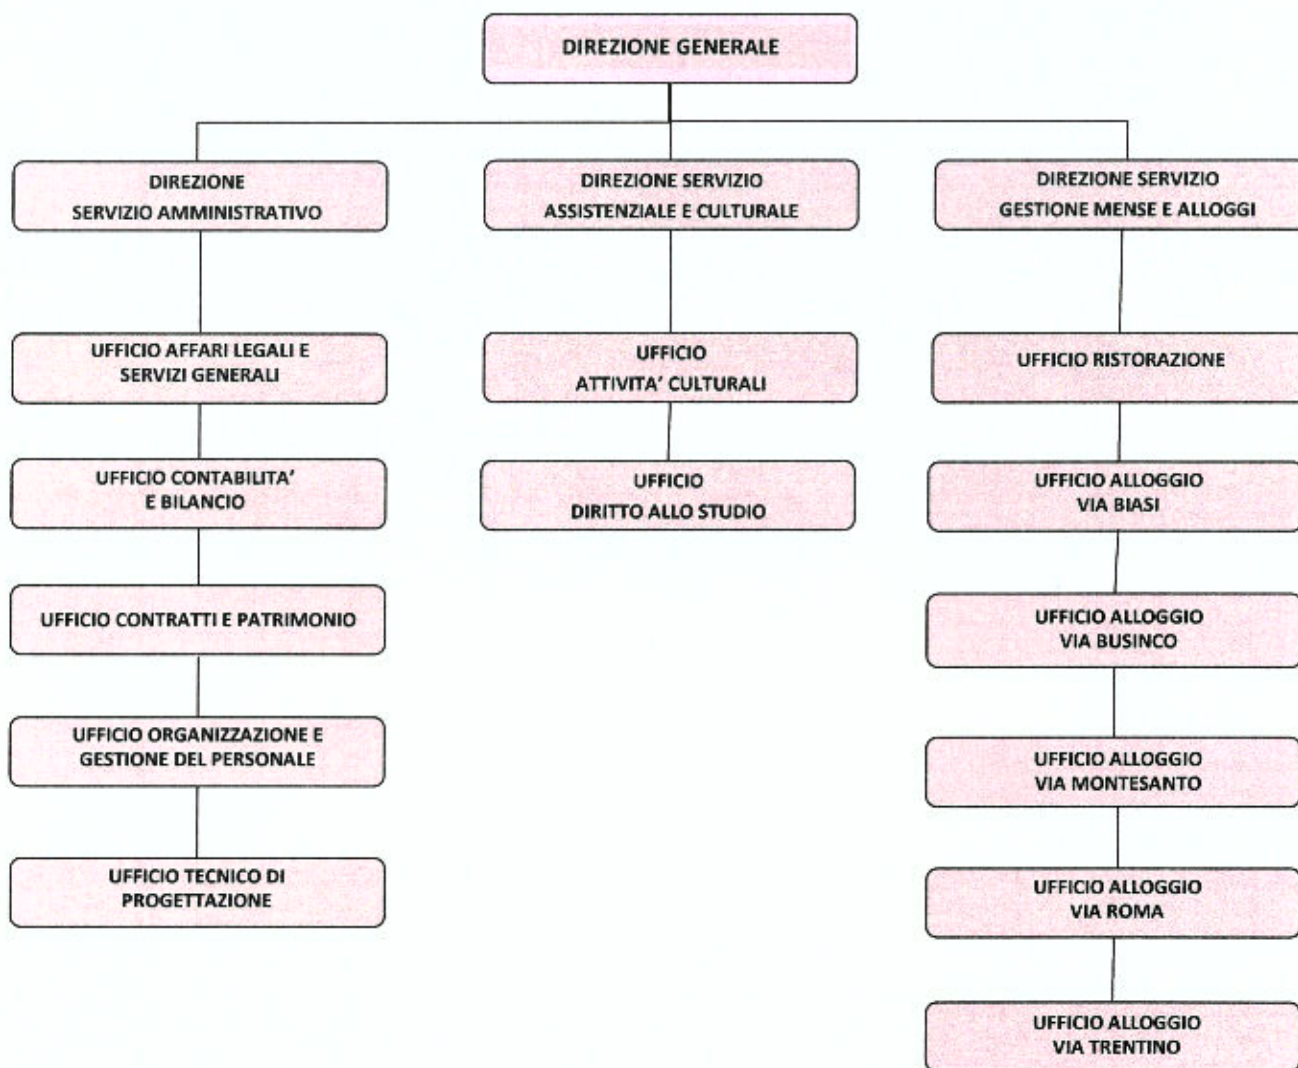 DIREZIONE GENERALE
DIREZIONE
SERVIZIO AMMINISTRATIVO
DIREZIONE SERVIZIO
ASSISTENZIALE E CULTURALE
DIREZIONE SERVIZIO
GESTIONE MENSE E ALLOGGI
UFFICIO AFFARI LEGALI E
SERVIZI GENERALI
UFFICIO
ATTIVITA’ CULTURALI
UFFICIO RISTORAZIONE
UFFICIO CONTABILITA’
E BILANCIO
UFFICIO
DIRITTO ALLO STUDIO
UFFICIO ALLOGGIO
VIA BIASI
UFFICIO CONTRATTI E PATRIMONIO
UFFICIO ALLOGGIO
VIA BUSINCO
UFFICIO ORGANIZZAZIONE E
GESTIONE DEL PERSONALE
UFFICIO ALLOGGIO
VIA MONTESANTO
UFFICIO TECNICO DI
PROGETTAZIONE
UFFICIO ALLOGGIO
VIA ROMA
UFFICIO ALLOGGIO
VIA TRENTINO